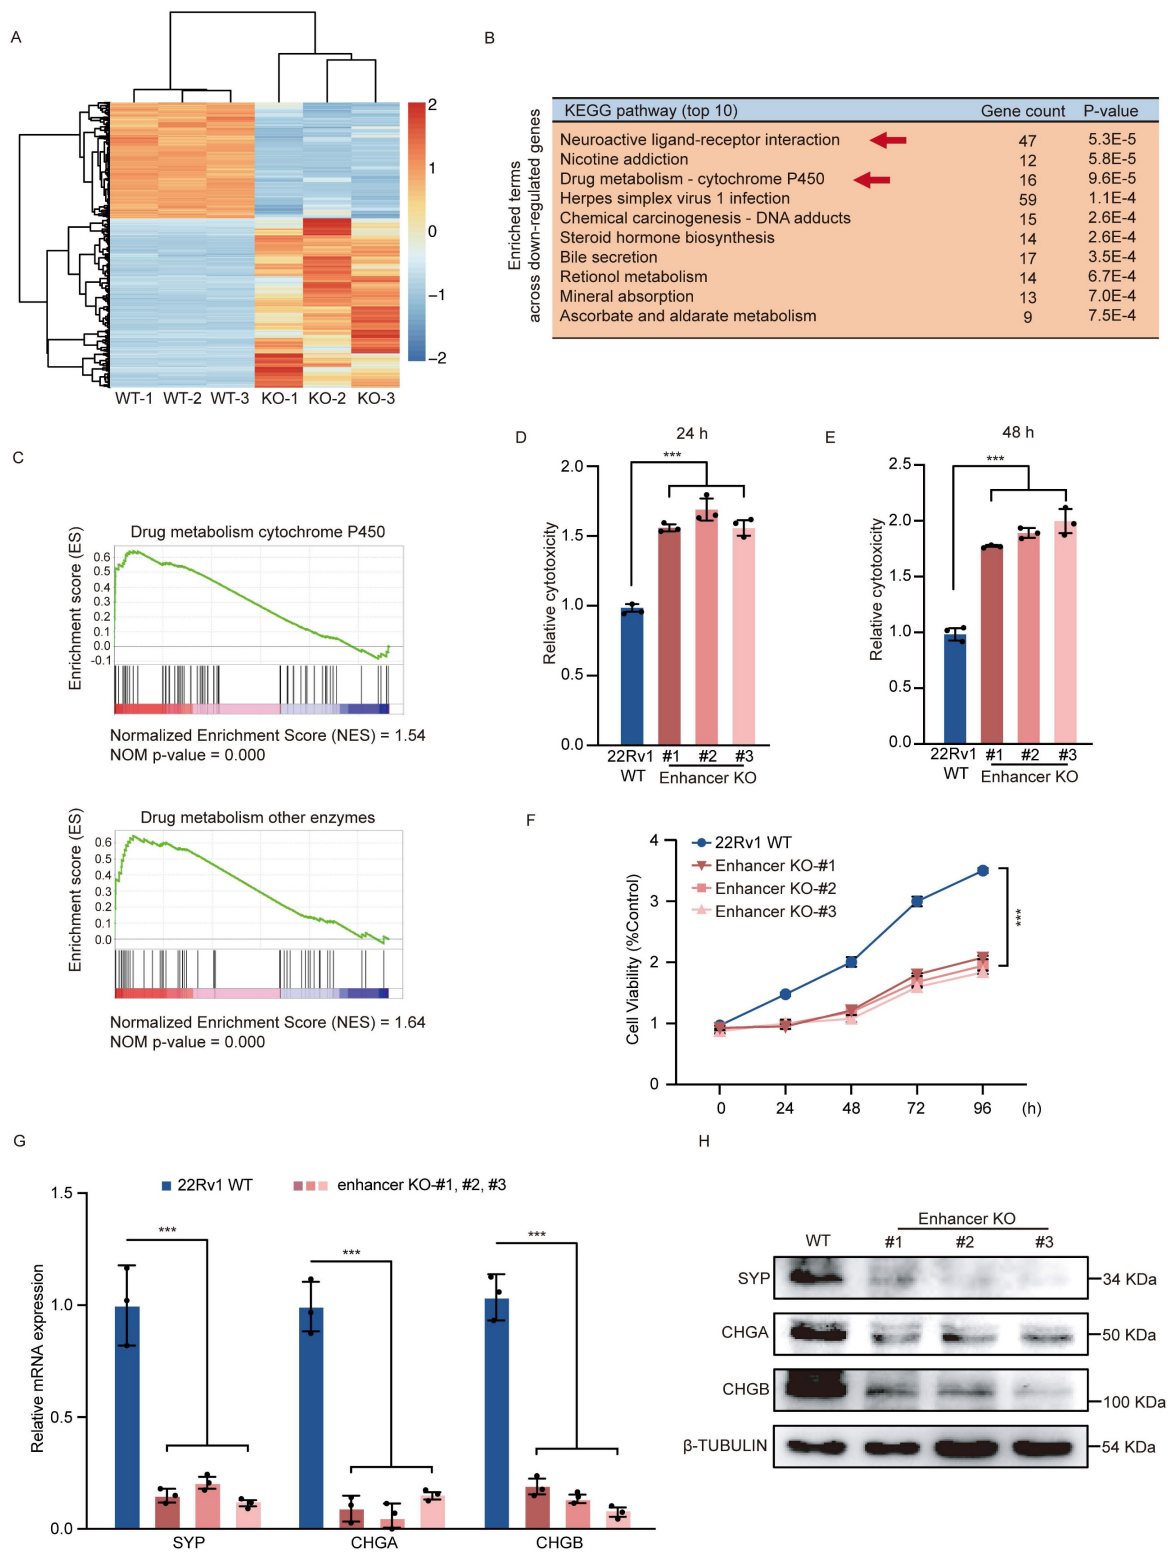 A
2
1
0
−1
−2
WT-1 WT-2 WT-3 KO-1 KO-2 KO-3
B
Enriched terms
across down-regulated genes
KEGG pathway (top 10) Gene count P-value
Neuroactive ligand-receptor interaction 47 5.3E-5
Nicotine addiction 12 5.8E-5
Drug metabolism - cytochrome P450 16 9.6E-5
Herpes simplex virus 1 infection 59 1.1E-4
Chemical carcinogenesis - DNA adducts 15 2.6E-4
Steroid hormone biosynthesis 14 2.6E-4
Bile secretion 17 3.5E-4
Retionol metabolism 14 6.7E-4
Mineral absorption 13 7.0E-4
Ascorbate and aldarate metabolism 9 7.5E-4
C
Drug metabolism cytochrome P450
Enrichment score (ES)
0.6
0.5
0.4
0.3
0.2
0.1
0.0
-0.1
Normalized Enrichment Score (NES) = 1.54
NOM p-value = 0.000
Drug metabolism other enzymes
Enrichment score (ES)
0.6
0.5
0.4
0.3
0.2
0.1
0.0
Normalized Enrichment Score (NES) = 1.64
NOM p-value = 0.000
D
24 h
***
Relative cytotoxicity
2.0
1.5
1.0
0.5
0.0
22Rv1 #1 #2 #3
WT Enhancer KO
E
48 h
***
Relative cytotoxicity
2.5
2.0
1.5
1.0
0.5
0.0
22Rv1 #1 #2 #3
WT Enhancer KO
F
Cell Viability (%Control)
4
3
2
1
0
22Rv1 WT
Enhancer KO-#1
Enhancer KO-#2
Enhancer KO-#3
***
0 24 48 72 96 (h)
G
22Rv1 WT enhancer KO-#1, #2, #3
Relative mRNA expression
1.5
1.0
0.5
0.0
*** *** ***
SYP CHGA CHGB
H
Enhancer KO
WT #1 #2 #3
SYP 34 KDa
CHGA 50 KDa
CHGB 100 KDa
β-TUBULIN 54 KDa